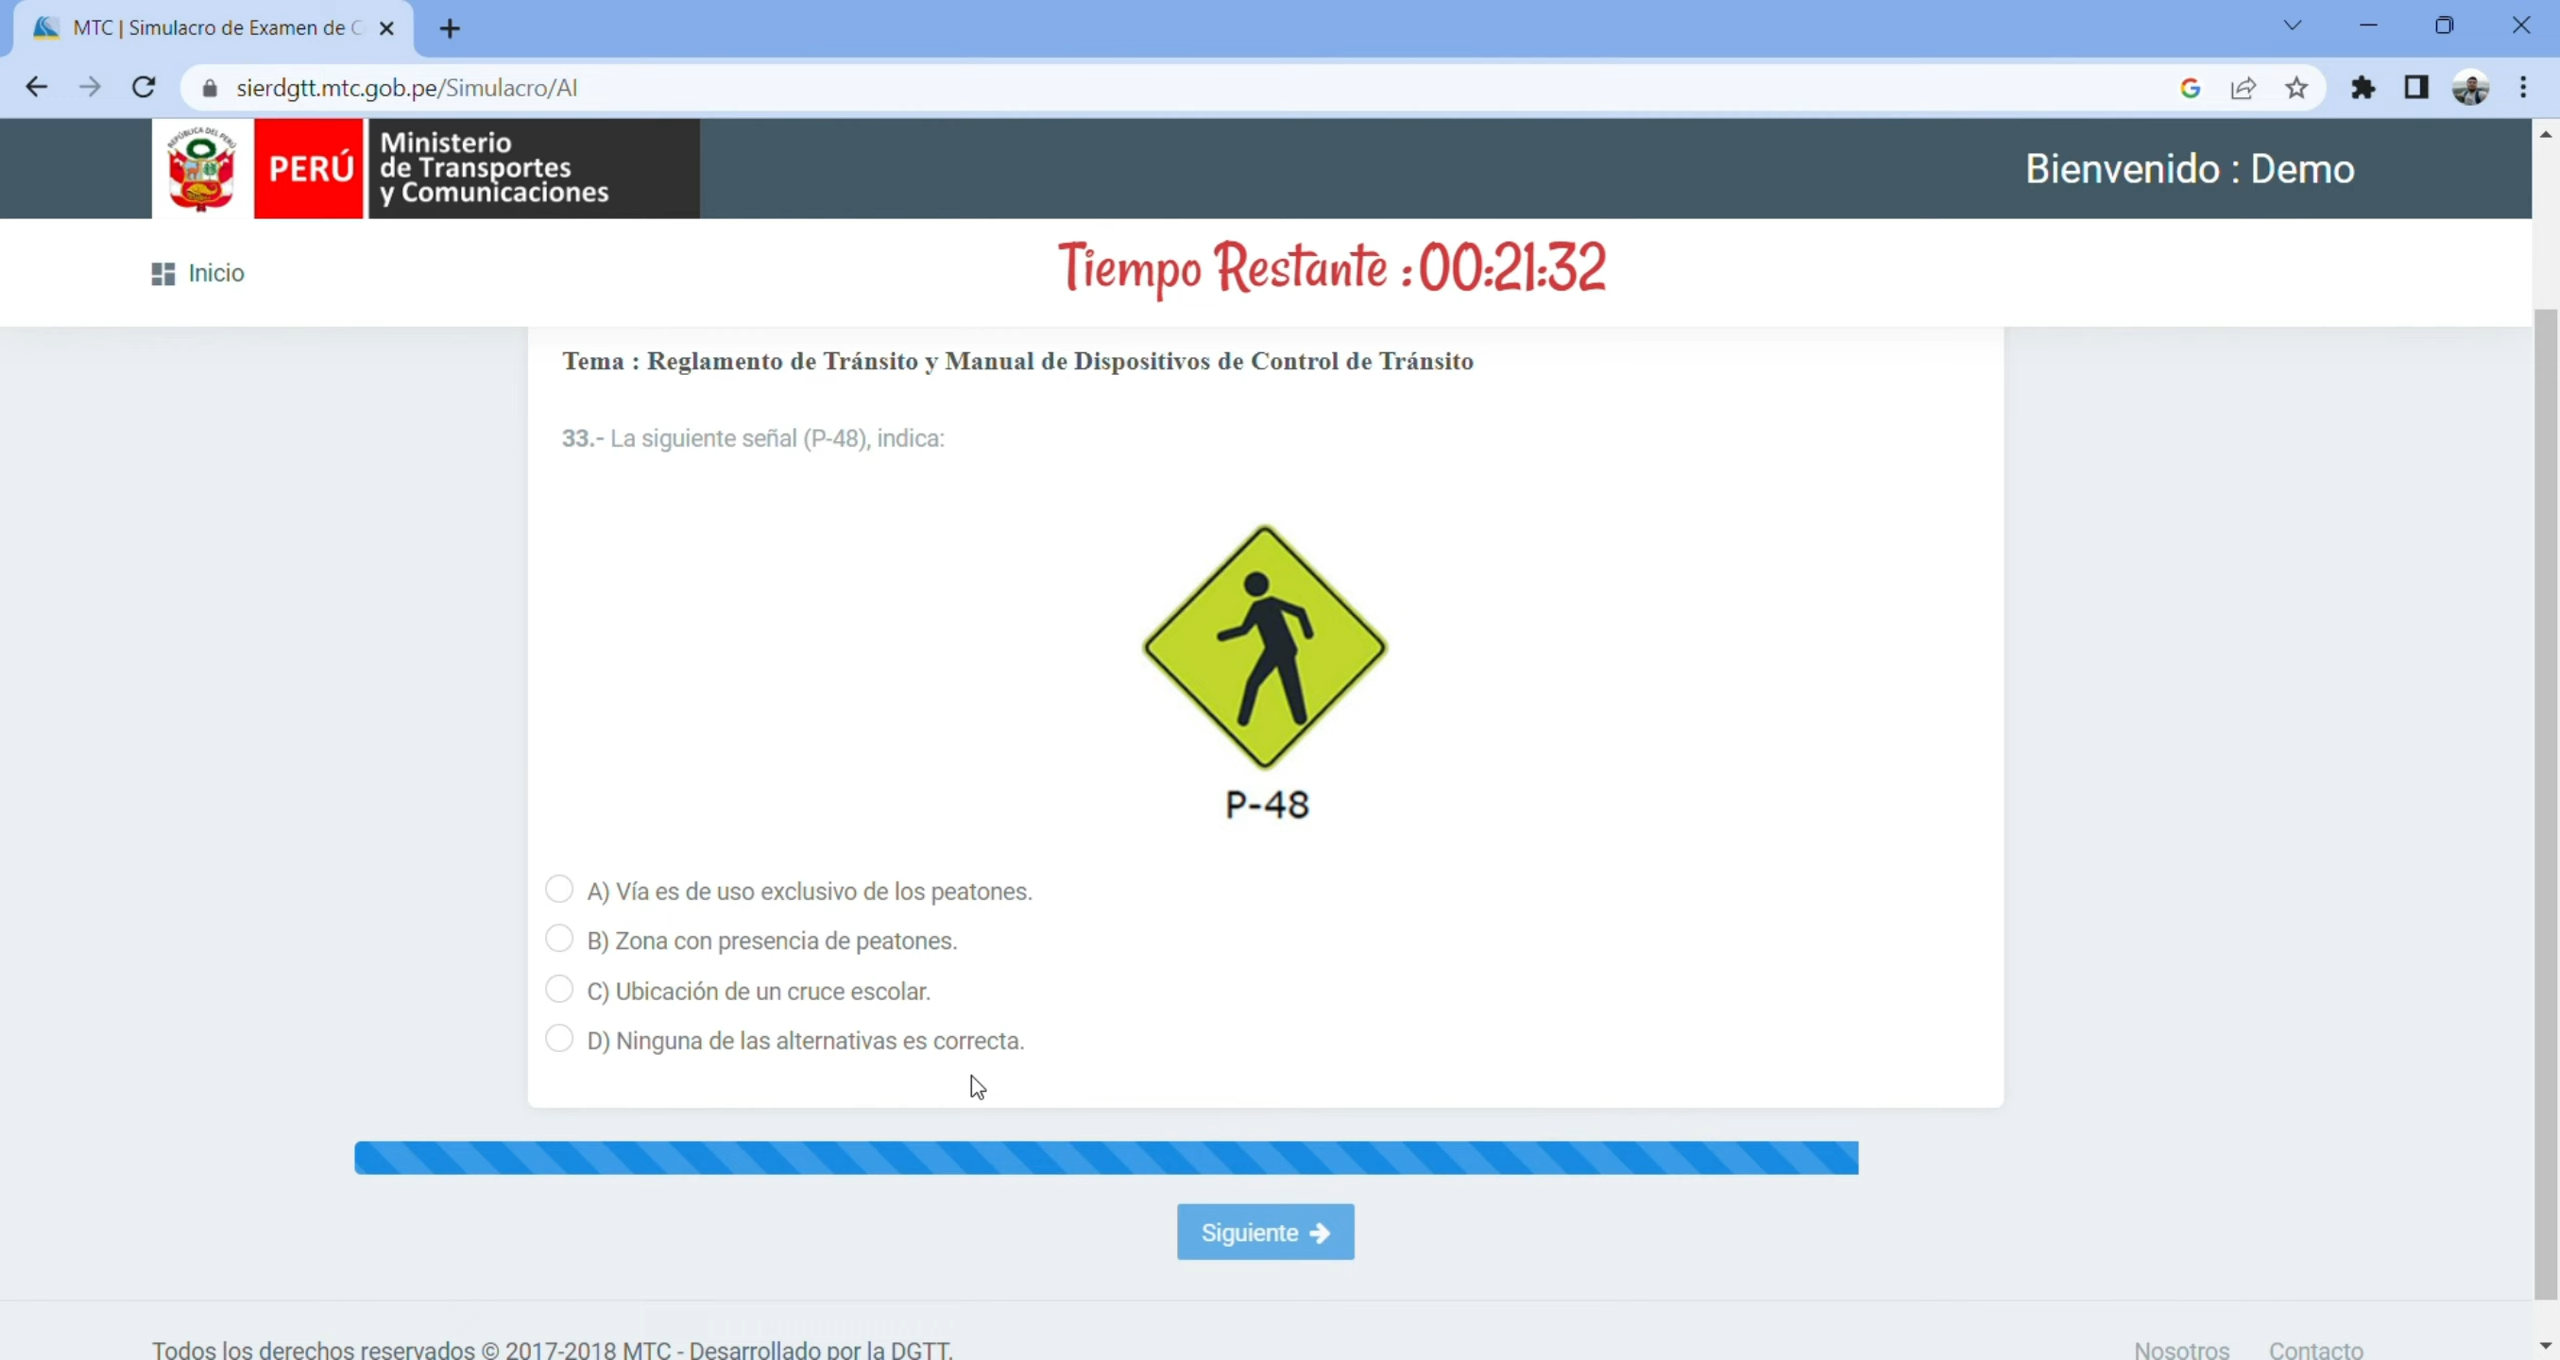 MTC | Simulacro de Examen de C
sierdgtt.mtc.gob.pe/Simulacro/AI
REPÚBLICA DEL PERÚ
PERÚ
Ministerio
de Transportes
y Comunicaciones
Bienvenido : Demo
Inicio
Tiempo Restante :00:21:32
Tema : Reglamento de Tránsito y Manual de Dispositivos de Control de Tránsito
33.- La siguiente señal (P-48), indica:
P-48
A) Vía es de uso exclusivo de los peatones.
B) Zona con presencia de peatones.
C) Ubicación de un cruce escolar.
D) Ninguna de las alternativas es correcta.
Siguiente
Todos los derechos reservados © 2017-2018 MTC - Desarrollado por la DGTT.
Nosotros Contacto